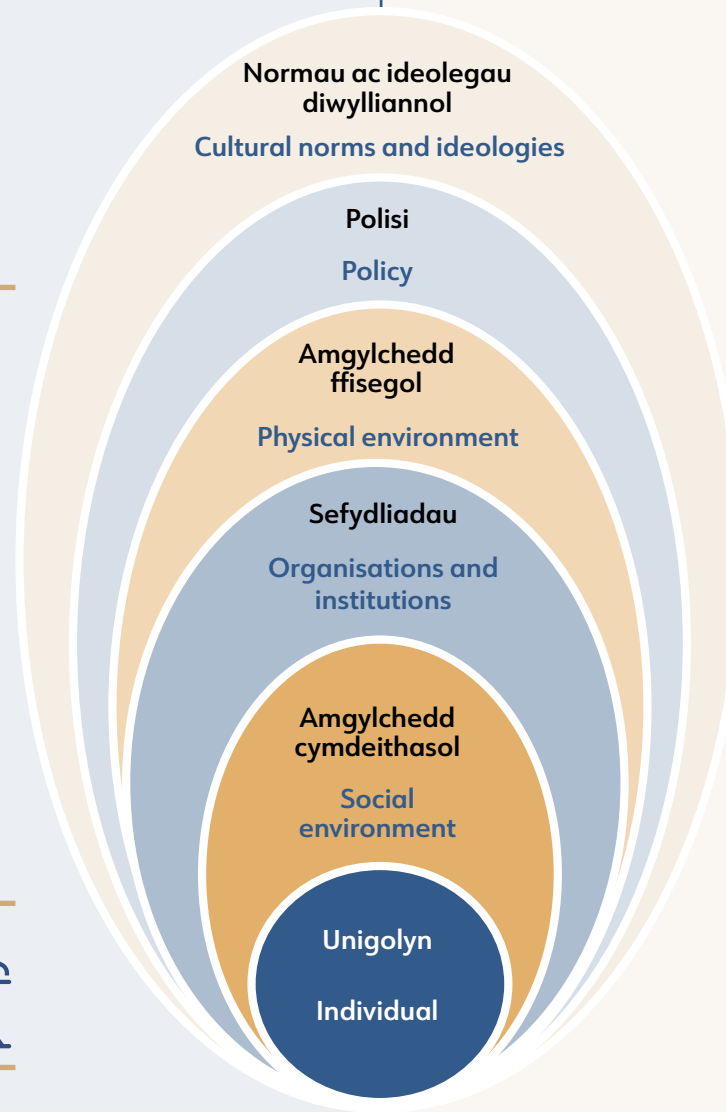 Normau ac ideolegau
diwylliannol
Cultural norms and ideologies
Polisi
Policy
Amgylchedd
ffisegol
Physical environment
Sefydliadau
Organisations and
institutions
Amgylchedd
cymdeithasol
Social
environment
Unigolyn
Individual